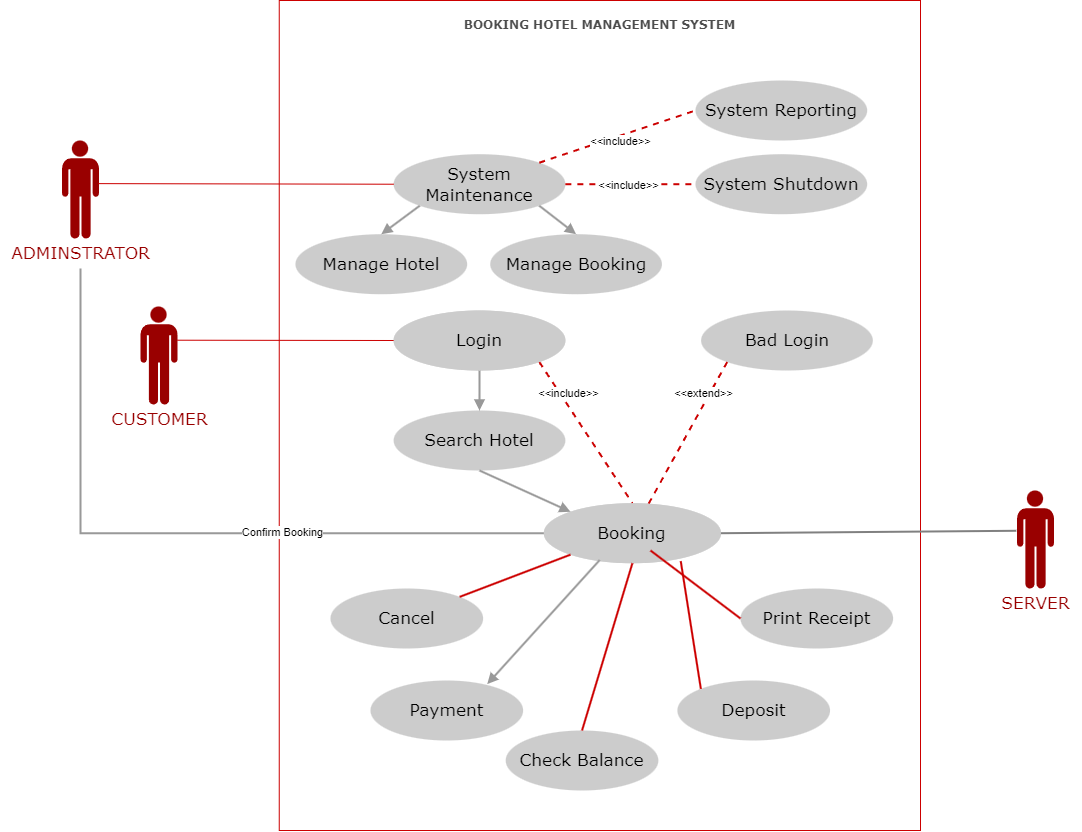 BOOKING HOTEL MANAGEMENT SYSTEM
System Reporting
<<include>>
System
Maintenance
<<include>>
System Shutdown
ADMINSTRATOR
Manage Hotel
Manage Booking
Login
Bad Login
<<include>>
<<extend>>
CUSTOMER
Search Hotel
Confirm Booking
Booking
SERVER
Cancel
Print Receipt
Payment
Deposit
Check Balance